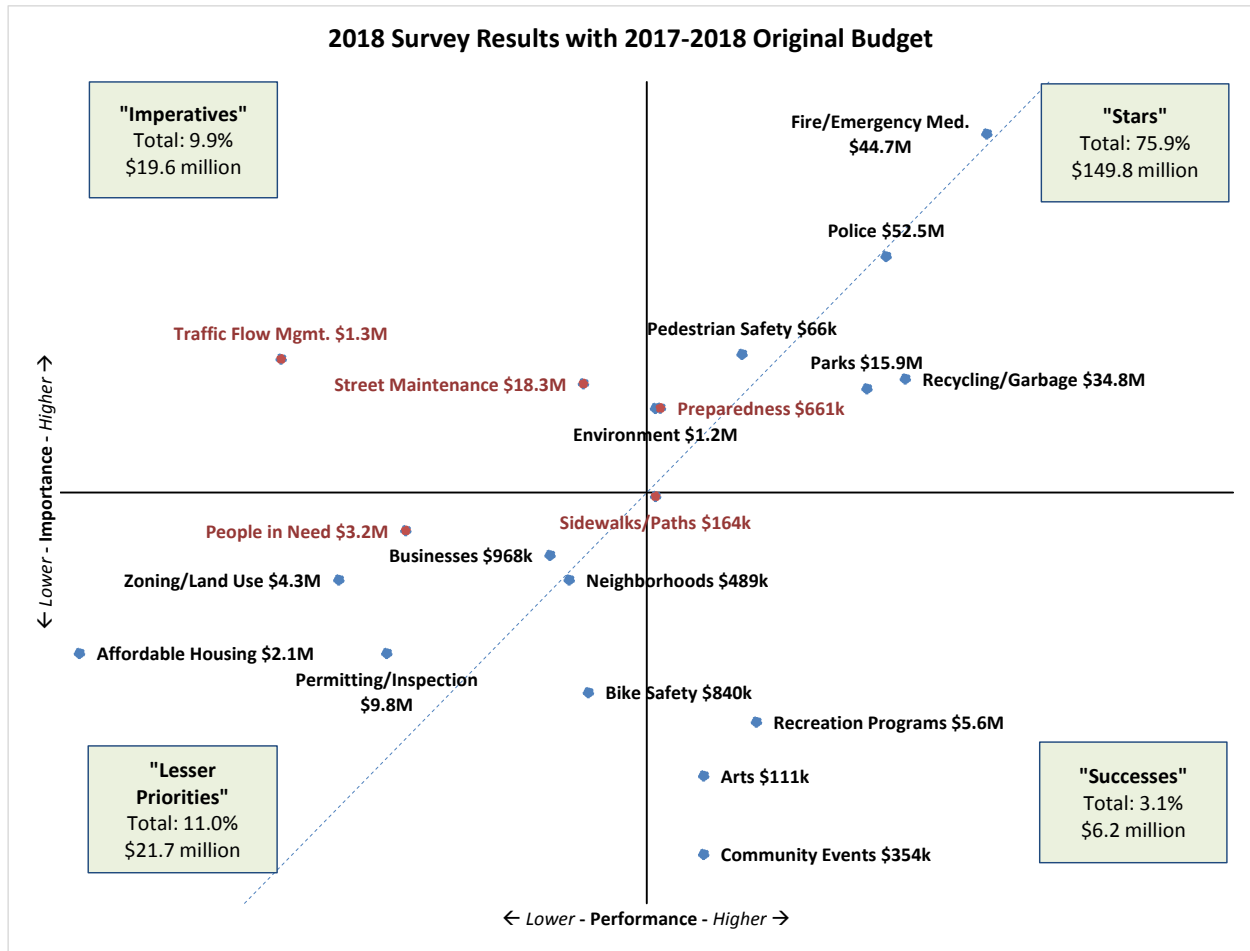 2018 Survey Results with 2017-2018 Original Budget
"Imperatives"
Total: 9.9%
$19.6 million
"Stars"
Total: 75.9%
$149.8 million
Fire/Emergency Med.
$44.7M
Police $52.5M
Pedestrian Safety $66k
Traffic Flow Mgmt. $1.3M
Parks $15.9M
Street Maintenance $18.3M
Recycling/Garbage $34.8M
Preparedness $661k
Environment $1.2M
← Lower - Importance - Higher →
Sidewalks/Paths $164k
People in Need $3.2M
Businesses $968k
Zoning/Land Use $4.3M
Neighborhoods $489k
Affordable Housing $2.1M
Permitting/Inspection
$9.8M
Bike Safety $840k
Recreation Programs $5.6M
Arts $111k
Community Events $354k
"Lesser
Priorities"
Total: 11.0%
$21.7 million
"Successes"
Total: 3.1%
$6.2 million
← Lower - Performance - Higher →